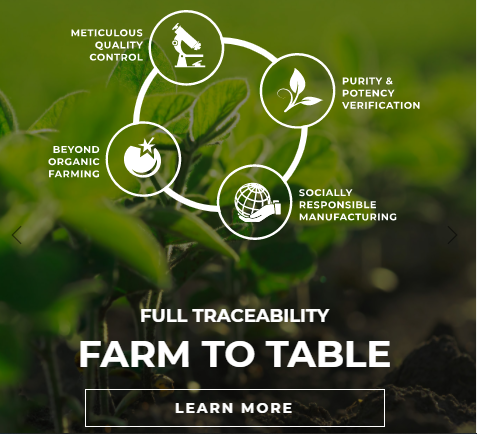 METICULOUS
QUALITY
CONTROL
PURITY &
POTENCY
VERIFICATION
BEYOND
ORGANIC
FARMING
SOCIALLY
RESPONSIBLE
MANUFACTURING
FULL TRACEABILITY
FARM TO TABLE
LEARN MORE